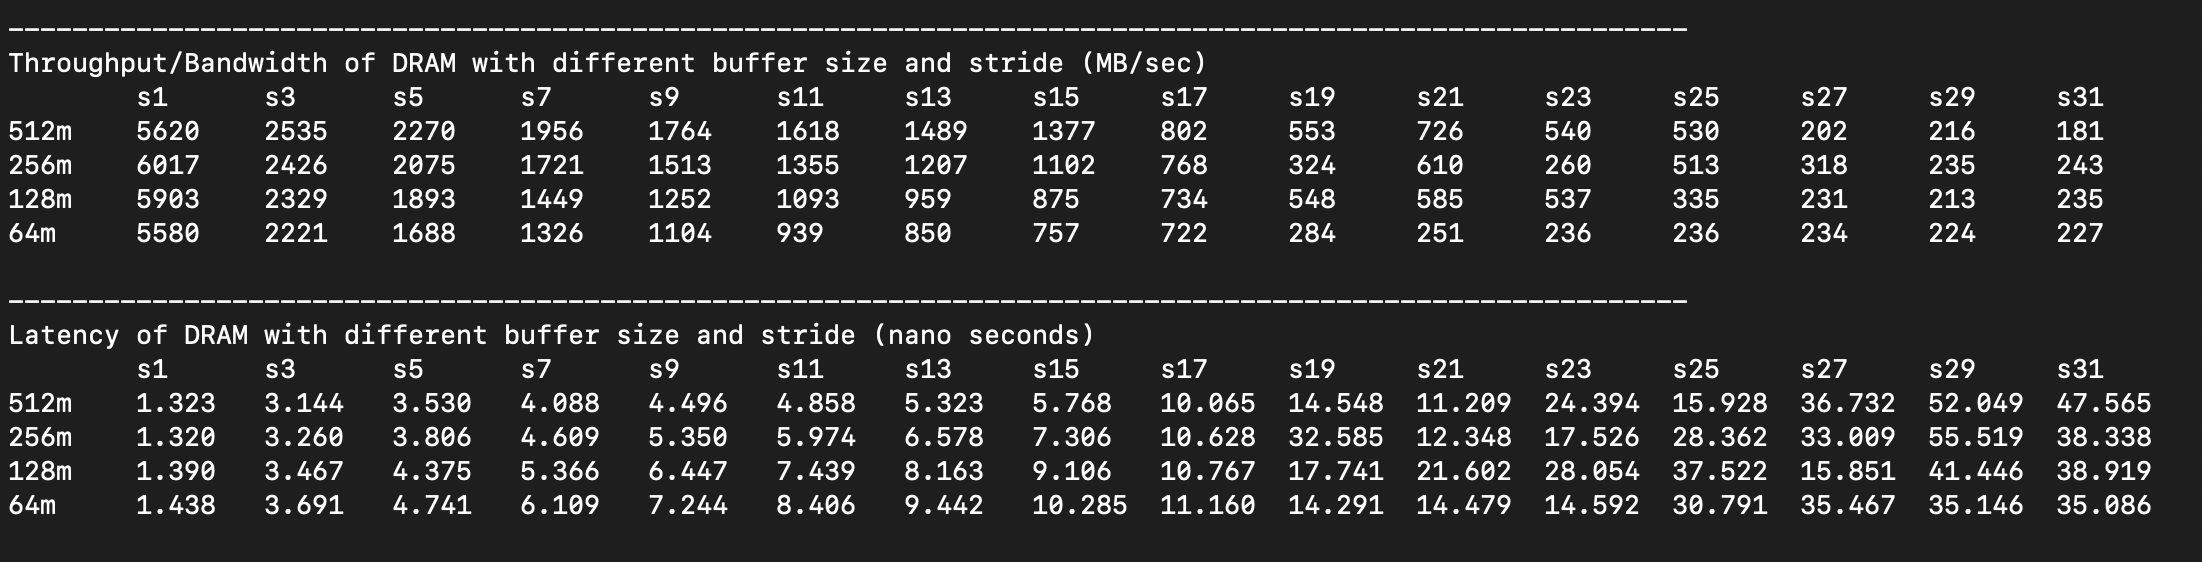 ---------------------------------------------------------------------------------------------------------
Throughput/Bandwidth of DRAM with different buffer size and stride (MB/sec)
        s1      s3      s5      s7      s9      s11     s13     s15     s17     s19     s21     s23     s25     s27     s29     s31
512m    5620    2535    2270    1956    1764    1618    1489    1377    802     553     726     540     530     202     216     181
256m    6017    2426    2075    1721    1513    1355    1207    1102    768     324     610     260     513     318     235     243
128m    5903    2329    1893    1449    1252    1093    959     875     734     548     585     537     335     231     213     235
64m     5580    2221    1688    1326    1104    939     850     757     722     284     251     236     236     234     224     227

---------------------------------------------------------------------------------------------------------
Latency of DRAM with different buffer size and stride (nano seconds)
        s1      s3      s5      s7      s9      s11     s13     s15     s17     s19     s21     s23     s25     s27     s29     s31
512m    1.323   3.144   3.530   4.088   4.496   4.858   5.323   5.768   10.065  14.548  11.209  24.394  15.928  36.732  52.049  47.565
256m    1.320   3.260   3.806   4.609   5.350   5.974   6.578   7.306   10.628  32.585  12.348  17.526  28.362  33.009  55.519  38.338
128m    1.390   3.467   4.375   5.366   6.447   7.439   8.163   9.106   10.767  17.741  21.602  28.054  37.522  15.851  41.446  38.919
64m     1.438   3.691   4.741   6.109   7.244   8.406   9.442   10.285  11.160  14.291  14.479  14.592  30.791  35.467  35.146  35.086